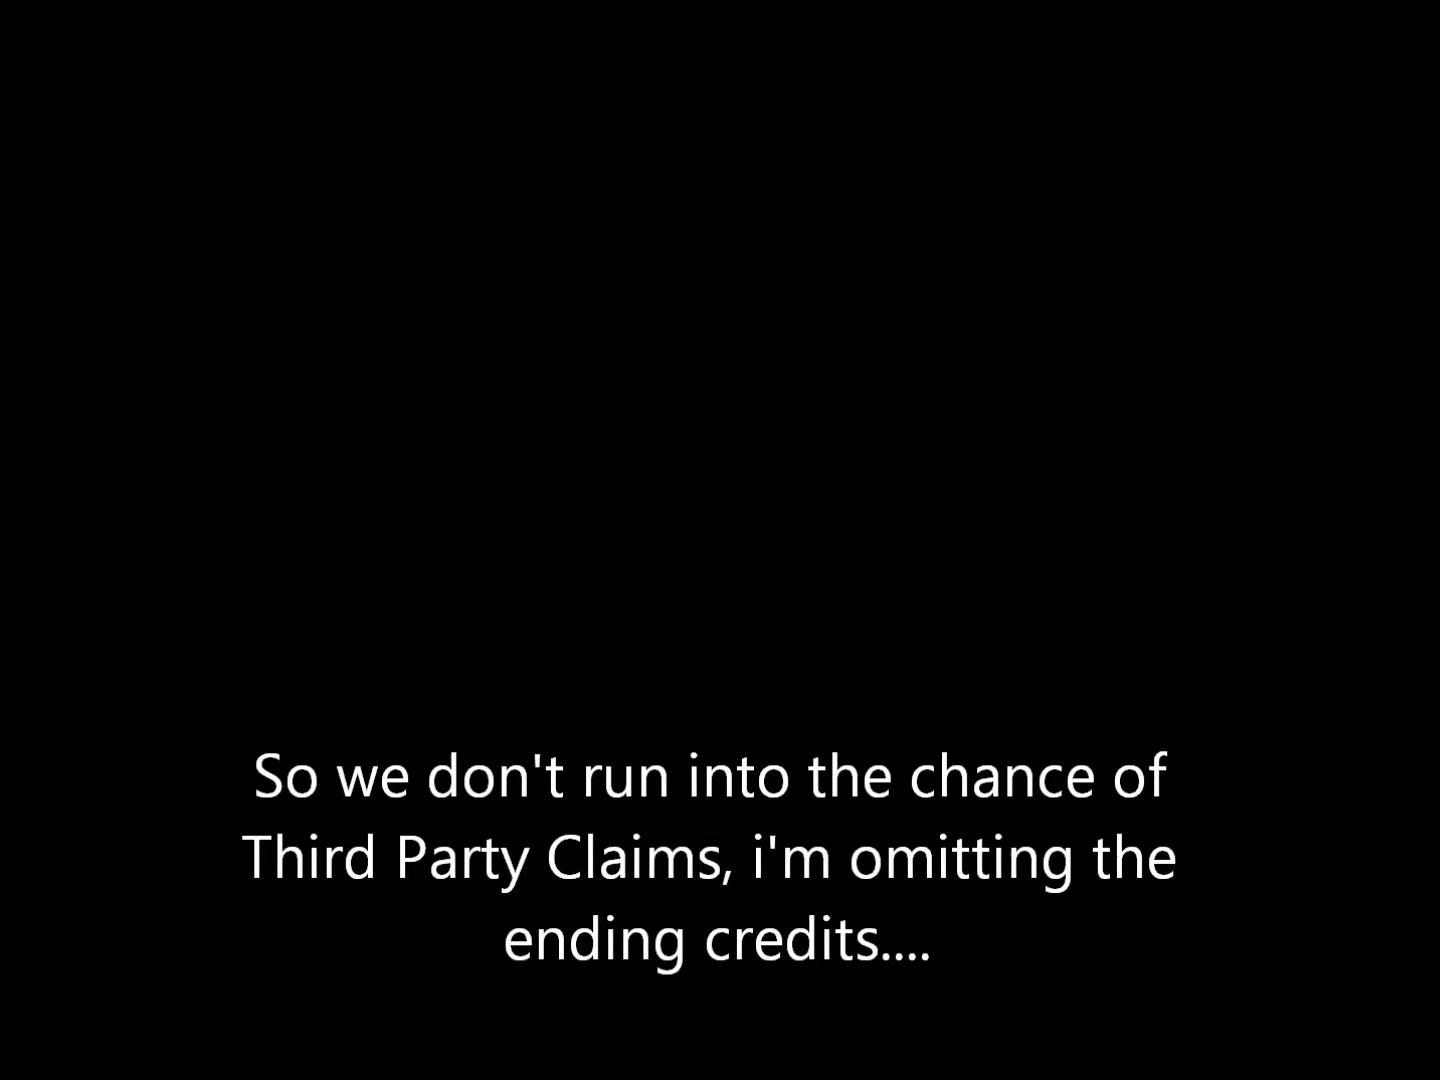 So we don't run into the chance of
Third Party Claims, i'm omitting the
ending credits....